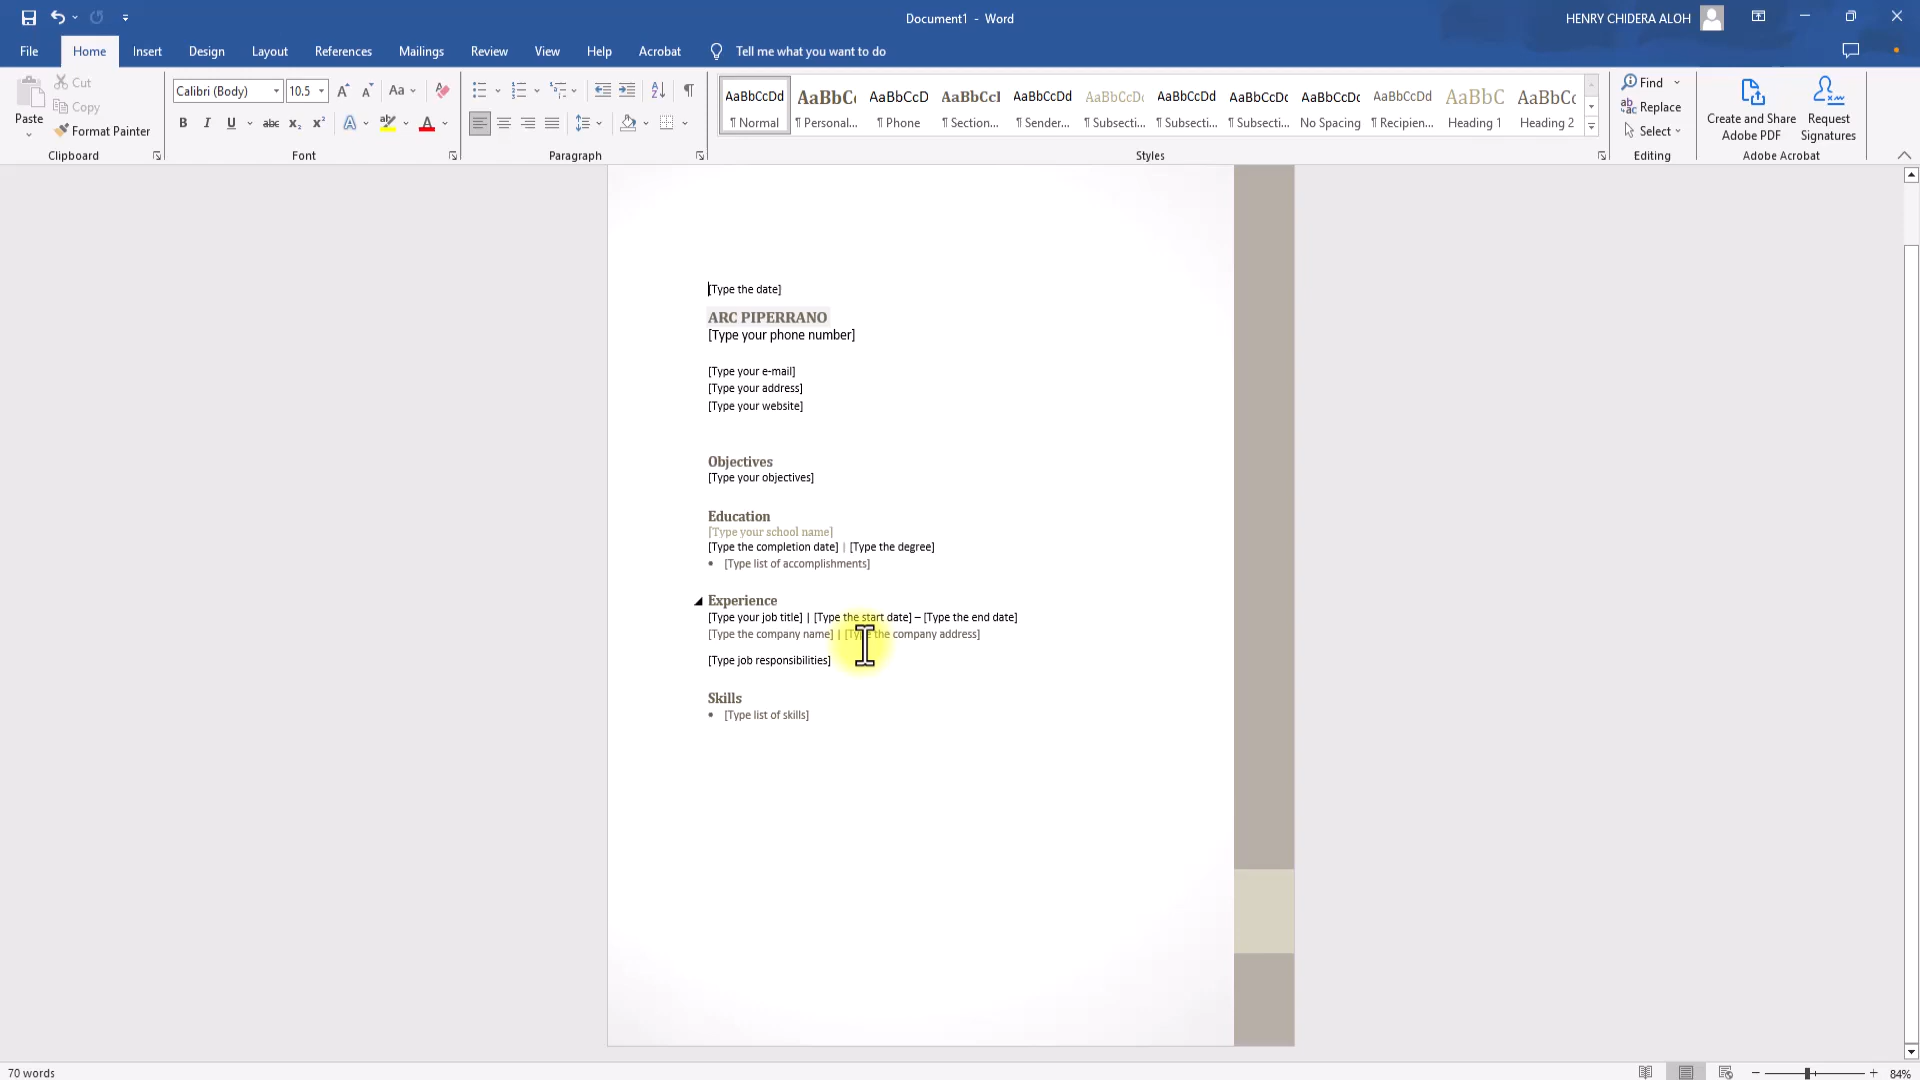 Document1 - Word
HENRY CHIDERA ALOH
File Home Insert Design Layout References Mailings Review View Help Acrobat Tell me what you want to do
Paste
Cut
Copy
Format Painter
Clipboard
Calibri (Body) 10.5
Font
Paragraph
AaBbCcDd AaBbC AaBbCcD AaBbCcI AaBbCcDd AaBbCcDc AaBbCcDd AaBbCcDc AaBbCcDc AaBbCcDd AaBbC AaBbCc
¶ Normal ¶ Personal... ¶ Phone ¶ Section... ¶ Sender... ¶ Subsecti... ¶ Subsecti... ¶ Subsecti... No Spacing ¶ Recipien... Heading 1 Heading 2
Styles
Find
Replace
Select
Editing
Create and Share Adobe PDF
Request Signatures
Adobe Acrobat
[Type the date]
ARC PIPERRANO
[Type your phone number]
[Type your e-mail]
[Type your address]
[Type your website]
Objectives
[Type your objectives]
Education
[Type your school name]
[Type the completion date] | [Type the degree]
• [Type list of accomplishments]
Experience
[Type your job title] | [Type the start date] – [Type the end date]
[Type the company name] | [Type the company address]
[Type job responsibilities]
Skills
• [Type list of skills]
70 words
84%